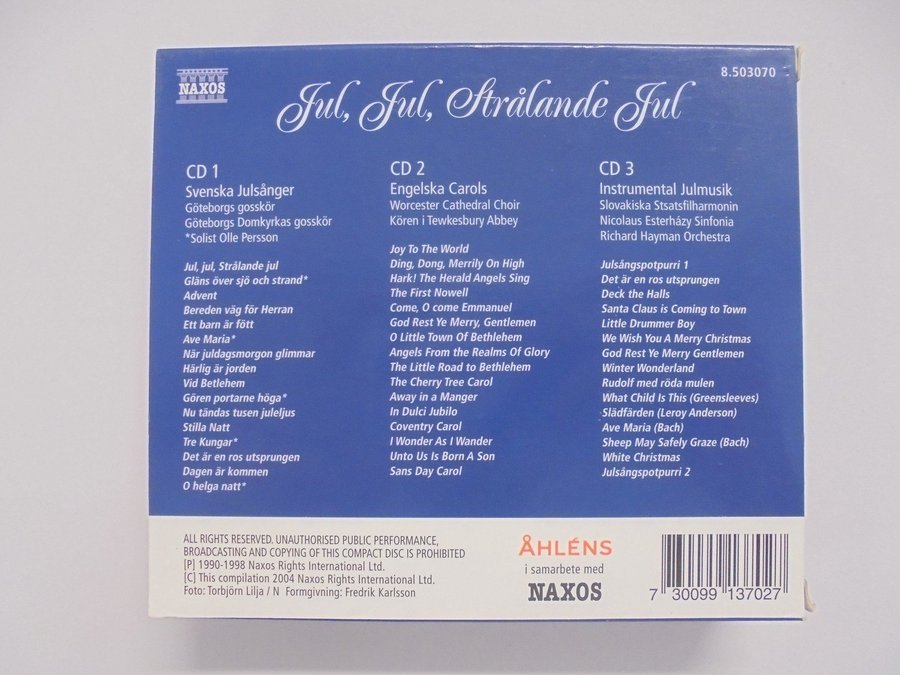 NAXOS
8.503070
Jul, Jul, Strålande Jul
CD 1
Svenska Julsånger
Göteborgs gosskör
Göteborgs Domkyrkas gosskör
*Solist Olle Persson
Jul, jul, Strålande jul
Gläns över sjö och strand*
Advent
Bereden väg för Herran
Ett barn är fött
Ave Maria*
När juldagsmorgon glimmar
Härlig är jorden
Vid Betlehem
Gören portarne höga*
Nu tändas tusen juleljus
Stilla Natt
Tre Kungar*
Det är en ros utsprungen
Dagen är kommen
O helga natt*
CD 2
Engelska Carols
Worcester Cathedral Choir
Kören i Tewkesbury Abbey
Joy To The World
Ding, Dong, Merrily On High
Hark! The Herald Angels Sing
The First Nowell
Come, O come Emmanuel
God Rest Ye Merry, Gentlemen
O Little Town Of Bethlehem
Angels From the Realms Of Glory
The Little Road to Bethlehem
The Cherry Tree Carol
Away in a Manger
In Dulci Jubilo
Coventry Carol
I Wonder As I Wander
Unto Us Is Born A Son
Sans Day Carol
CD 3
Instrumental Julmusik
Slovakiska Stsatsfilharmonin
Nicolaus Esterházy Sinfonia
Richard Hayman Orchestra
Julsångspotpurri 1
Det är en ros utsprungen
Deck the Halls
Santa Claus is Coming to Town
Little Drummer Boy
We Wish You A Merry Christmas
God Rest Ye Merry Gentlemen
Winter Wonderland
Rudolf med röda mulen
What Child Is This (Greensleeves)
Slädfärden (Leroy Anderson)
Ave Maria (Bach)
Sheep May Safely Graze (Bach)
White Christmas
Julsångspotpurri 2
ALL RIGHTS RESERVED. UNAUTHORISED PUBLIC PERFORMANCE,
BROADCASTING AND COPYING OF THIS COMPACT DISC IS PROHIBITED
[P] 1990-1998 Naxos Rights International Ltd.
[C] This compilation 2004 Naxos Rights International Ltd.
Foto: Torbjörn Lilja / N Formgivning: Fredrik Karlsson
ÅHLÉNS
i samarbete med
NAXOS
7 30099 13702 7